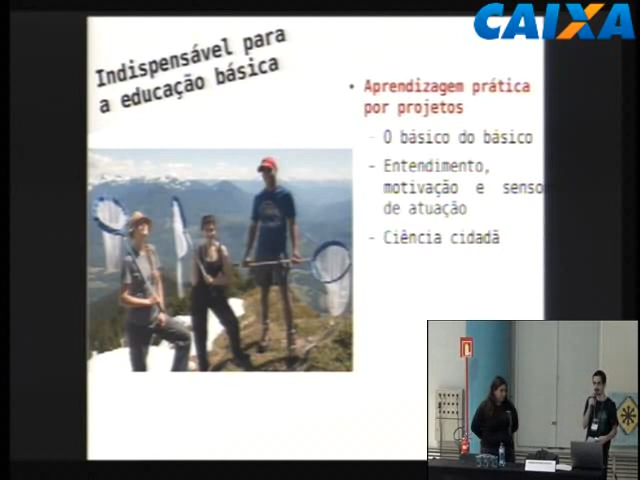 CAIXA
Indispensável para
a educação básica
• Aprendizagem prática
por projetos
– O básico do básico
– Entendimento,
motivação e senso
de atuação
– Ciência cidadã